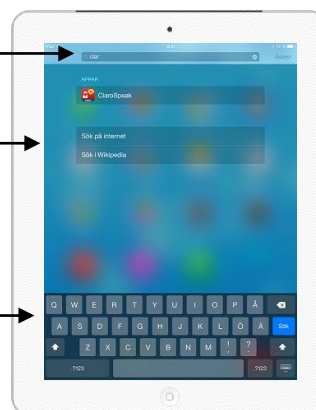 clar
Avbryt
APPAR
ClaroSpeak
Sök på internet
Sök i Wikipedia
Q W E R T Y U I O P Å
A S D F G H J K L Ö Ä Sök
Z X C V B N M ! , ? .
.?123 .?123